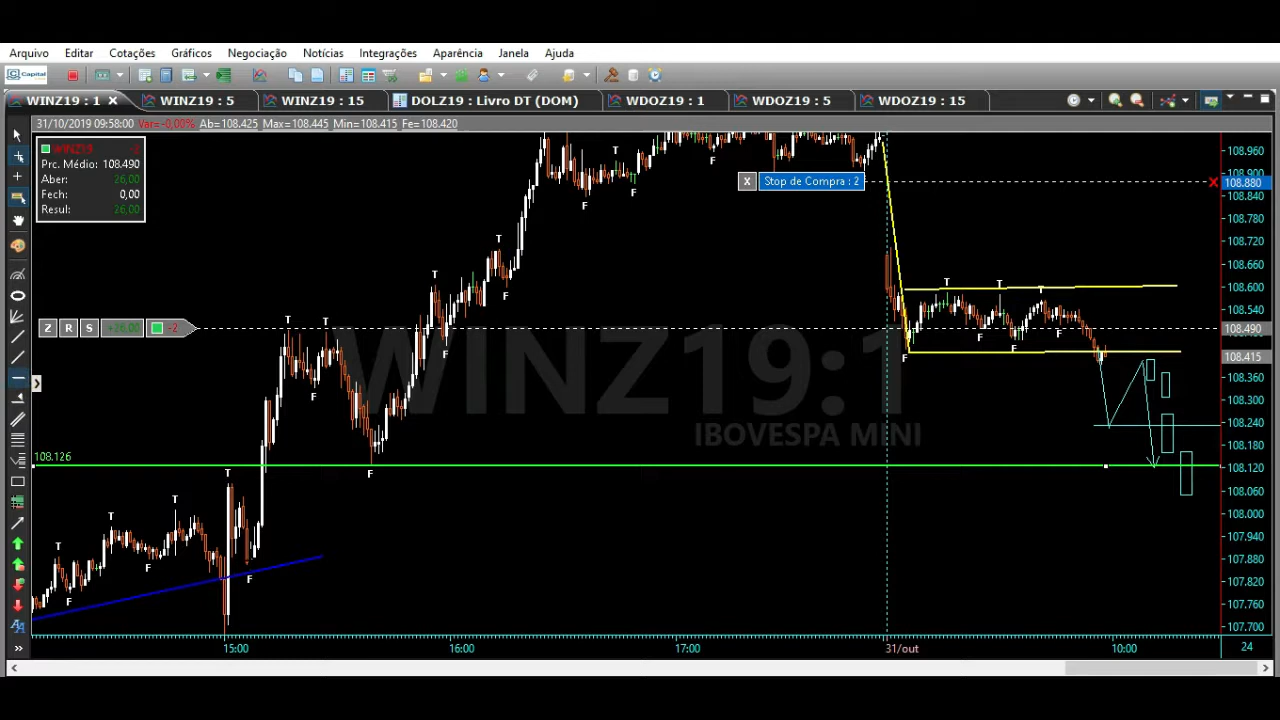 Arquivo Editar Cotações Gráficos Negociação Notícias Integrações Aparência Janela Ajuda
Capital
WINZ19 : 1 WINZ19 : 5 WINZ19 : 15 DOLZ19 : Livro DT (DOM) WDOZ19 : 1 WDOZ19 : 5 WDOZ19 : 15
31/10/2019 09:58:00 Var=-0,00% Ab=108.425 Max=108.445 Min=108.415 Fe=108.420
WINZ19 -2
Prc. Médio: 108.490
Aber: 26,00
Fech: 0,00
Resul: 26,00
X Stop de Compra : 2
Z R S +26,00 -2
WINZ19:1
IBOVESPA MINI
108.126
T T T T T T T T T T T T
F F F F F F F F F F F F
108.960
108.900
108.880
108.840
108.780
108.720
108.660
108.600
108.540
108.490
108.415
108.360
108.300
108.240
108.180
108.120
108.060
108.000
107.940
107.880
107.820
107.760
107.700
15:00 16:00 17:00 31/out 10:00 24